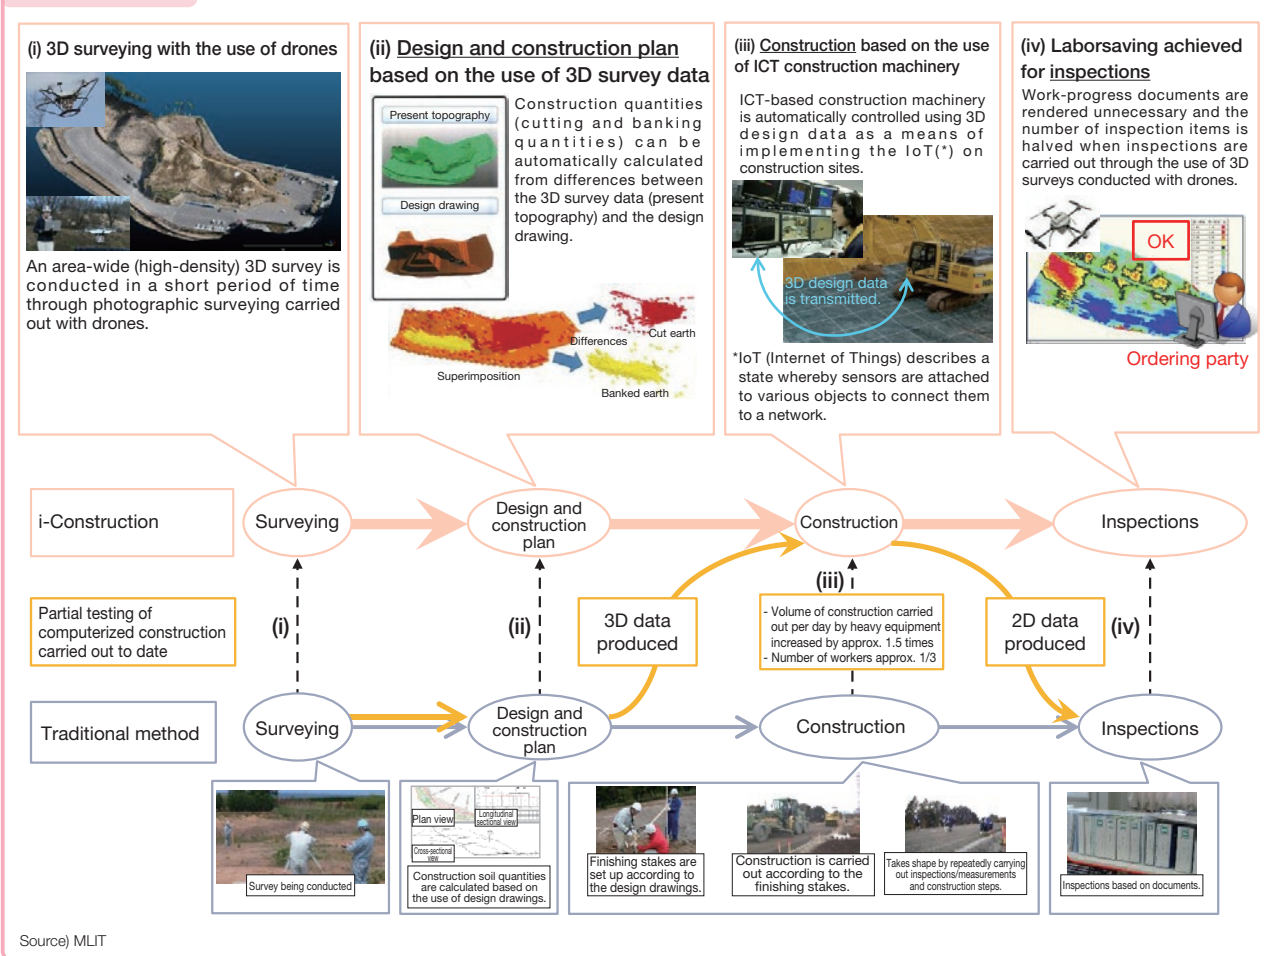 (i) 3D surveying with the use of drones
An area-wide (high-density) 3D survey is
conducted in a short period of time
through photographic surveying carried
out with drones.
(ii) Design and construction plan
based on the use of 3D survey data
Present topography
Design drawing
Construction quantities
(cutting and banking
quantities) can be
automatically calculated
from differences between
the 3D survey data (present
topography) and the design
drawing.
Superimposition
Differences
Cut earth
Banked earth
(iii) Construction based on the use
of ICT construction machinery
ICT-based construction machinery
is automatically controlled using 3D
design data as a means of
implementing the IoT(*) on
construction sites.
3D design data
is transmitted.
*IoT (Internet of Things) describes a
state whereby sensors are attached
to various objects to connect them
to a network.
(iv) Laborsaving achieved
for inspections
Work-progress documents are
rendered unnecessary and the
number of inspection items is
halved when inspections are
carried out through the use of 3D
surveys conducted with drones.
OK
Ordering party
i-Construction
Surveying
Design and
construction
plan
Construction
Inspections
Partial testing of
computerized construction
carried out to date
(i)
(ii)
3D data
produced
(iii)
- Volume of construction carried
out per day by heavy equipment
increased by approx. 1.5 times
- Number of workers approx. 1/3
2D data
produced
(iv)
Traditional method
Surveying
Design and
construction
plan
Construction
Inspections
Survey being conducted
Plan view
Longitudinal
sectional view
Cross-sectional
view
Construction soil quantities
are calculated based on
the use of design drawings.
Finishing stakes are
set up according to
the design drawings.
Construction is carried
out according to the
finishing stakes.
Takes shape by repeatedly carrying
out inspections/measurements
and construction steps.
Inspections based on documents.
Source) MLIT